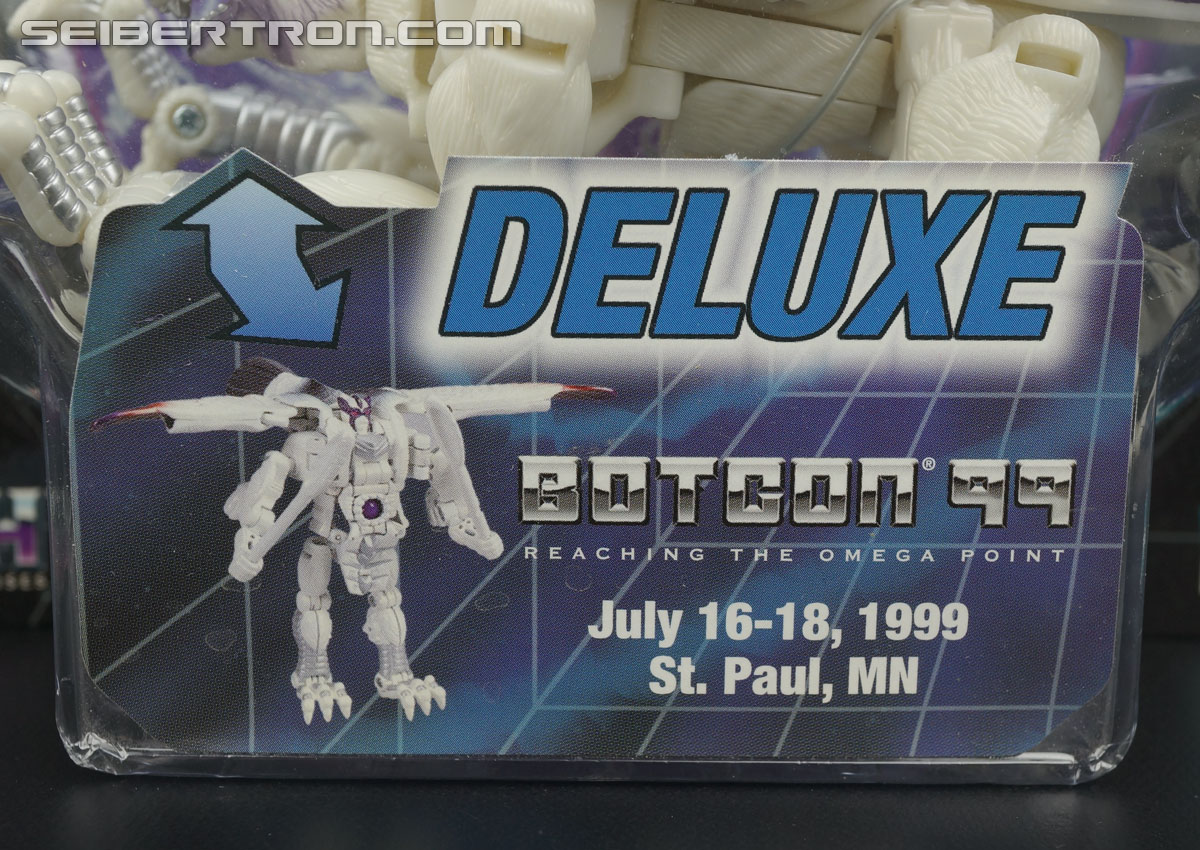 SEIBERTRON.COM
DELUXE
BOTCON® 99
REACHING THE OMEGA POINT
July 16-18, 1999
St. Paul, MN